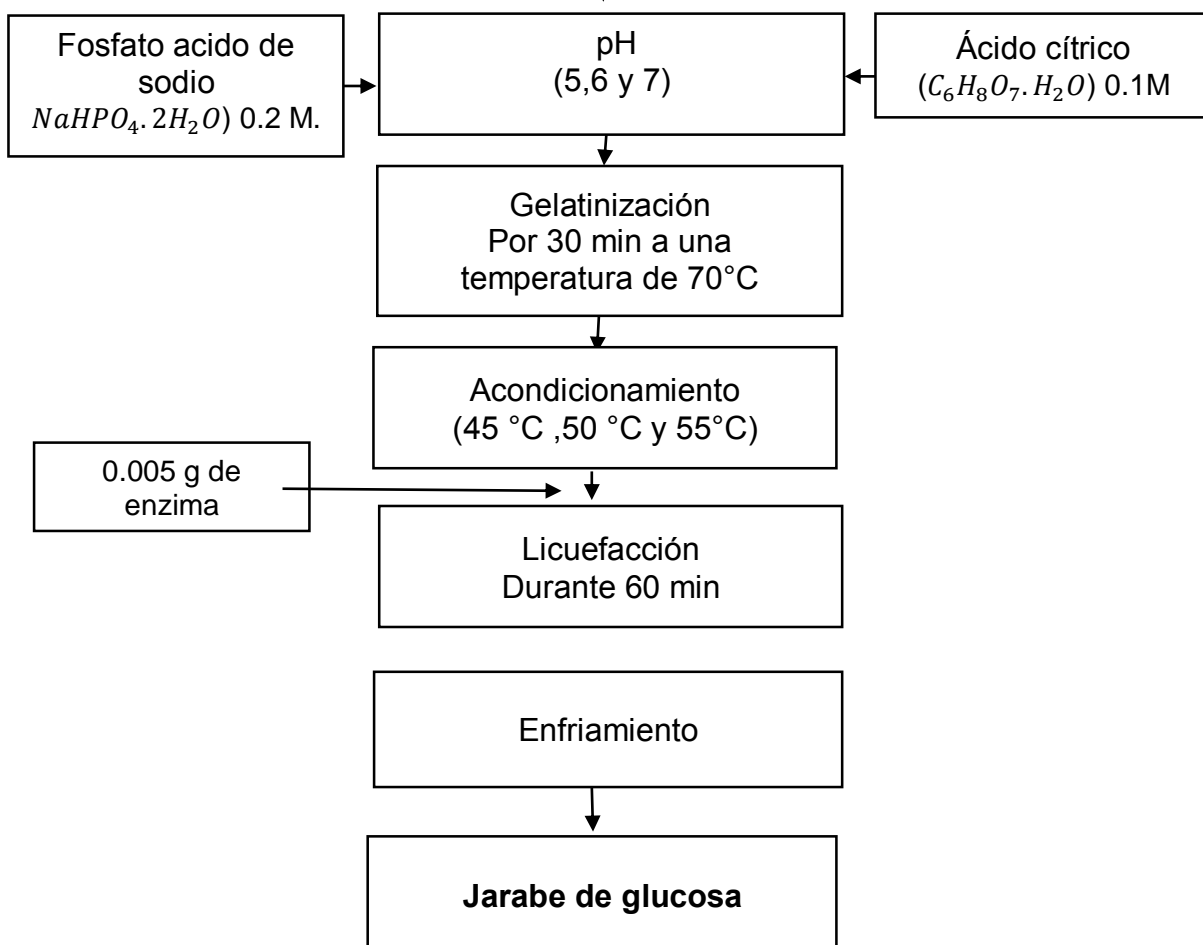 Fosfato acido de
sodio
NaHPO₄. 2H₂O) 0.2 M.
pH
(5,6 y 7)
Ácido cítrico
(C₆H₈O₇. H₂O) 0.1M
Gelatinización
Por 30 min a una
temperatura de 70°C
Acondicionamiento
(45 °C ,50 °C y 55°C)
0.005 g de
enzima
Licuefacción
Durante 60 min
Enfriamiento
Jarabe de glucosa